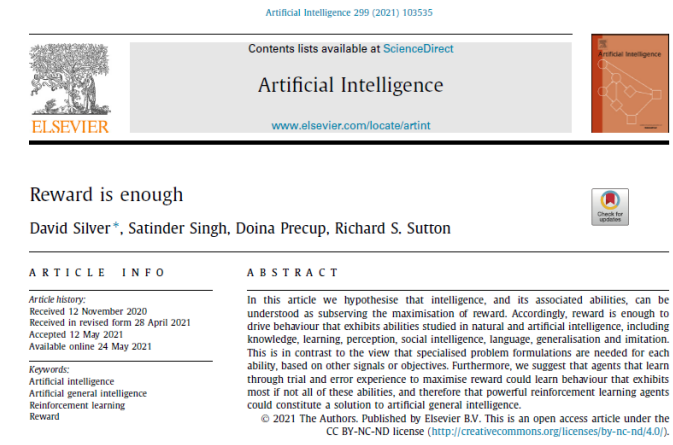 Artificial Intelligence 299 (2021) 103535
Contents lists available at ScienceDirect
Artificial Intelligence
www.elsevier.com/locate/artint
ELSEVIER
Artificial Intelligence
Reward is enough
David Silver*, Satinder Singh, Doina Precup, Richard S. Sutton
Check for
updates
ARTICLE INFO
Article history:
Received 12 November 2020
Received in revised form 28 April 2021
Accepted 12 May 2021
Available online 24 May 2021
Keywords:
Artificial intelligence
Artificial general intelligence
Reinforcement learning
Reward
ABSTRACT
In this article we hypothesise that intelligence, and its associated abilities, can be
understood as subserving the maximisation of reward. Accordingly, reward is enough to
drive behaviour that exhibits abilities studied in natural and artificial intelligence, including
knowledge, learning, perception, social intelligence, language, generalisation and imitation.
This is in contrast to the view that specialised problem formulations are needed for each
ability, based on other signals or objectives. Furthermore, we suggest that agents that learn
through trial and error experience to maximise reward could learn behaviour that exhibits
most if not all of these abilities, and therefore that powerful reinforcement learning agents
could constitute a solution to artificial general intelligence.
© 2021 The Authors. Published by Elsevier B.V. This is an open access article under the
CC BY-NC-ND license (http://creativecommons.org/licenses/by-nc-nd/4.0/).